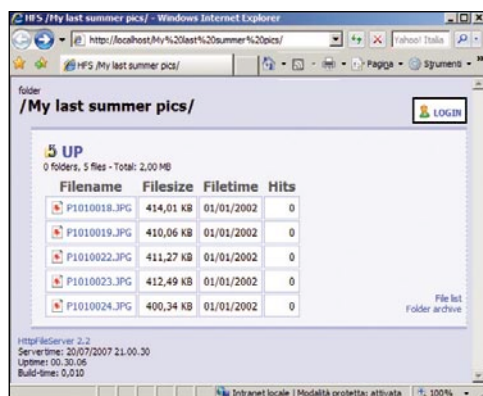 HFS /My last summer pics/ - Windows Internet Explorer
http://localhost/My%20last%20summer%20pics/
Yahoo! Italia
HFS /My last summer pics/
Pagina
Strumenti
folder
/My last summer pics/
LOGIN
UP
0 folders, 5 files - Total: 2,00 MB
Filename Filesize Filetime Hits
P1010018.JPG 414,01 KB 01/01/2002 0
P1010019.JPG 410,06 KB 01/01/2002 0
P1010022.JPG 411,27 KB 01/01/2002 0
P1010023.JPG 412,49 KB 01/01/2002 0
P1010024.JPG 400,34 KB 01/01/2002 0
File list
Folder archive
HttpFileServer 2.2
Servertime: 20/07/2007 21.00.30
Uptime: 00.30.06
Build-time: 0,010
Intranet locale | Modalità protetta: attivata
100%